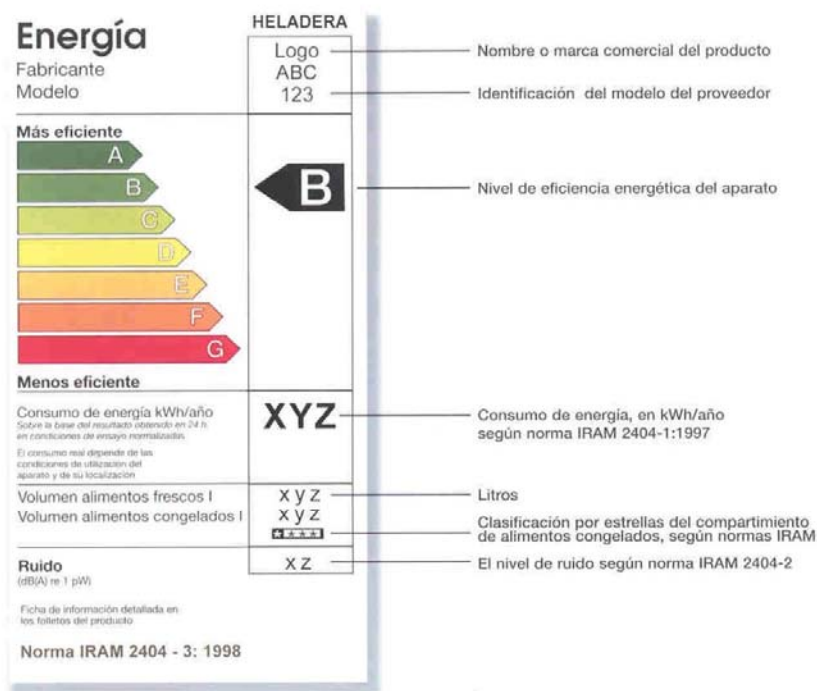 HELADERA
Energía
Fabricante
Modelo
Logo
ABC
123
Nombre o marca comercial del producto
Identificación del modelo del proveedor
Más eficiente
A
B
C
D
E
F
G
B
Nivel de eficiencia energética del aparato
Menos eficiente
Consumo de energía kWh/año
Sobre la base del resultado obtenido en 24 h
en condiciones de ensayo normalizadas
El consumo real depende de las
condiciones de utilización del
aparato y de su localización
XYZ
Consumo de energía, en kWh/año
según norma IRAM 2404-1:1997
Volumen alimentos frescos l
Volumen alimentos congelados l
x y z
x y z
Litros
Clasificación por estrellas del compartimiento
de alimentos congelados, según normas IRAM
Ruido
(dB(A) re 1 pW)
x z
El nivel de ruido según norma IRAM 2404-2
Ficha de información detallada en
los folletos del producto
Norma IRAM 2404 - 3: 1998